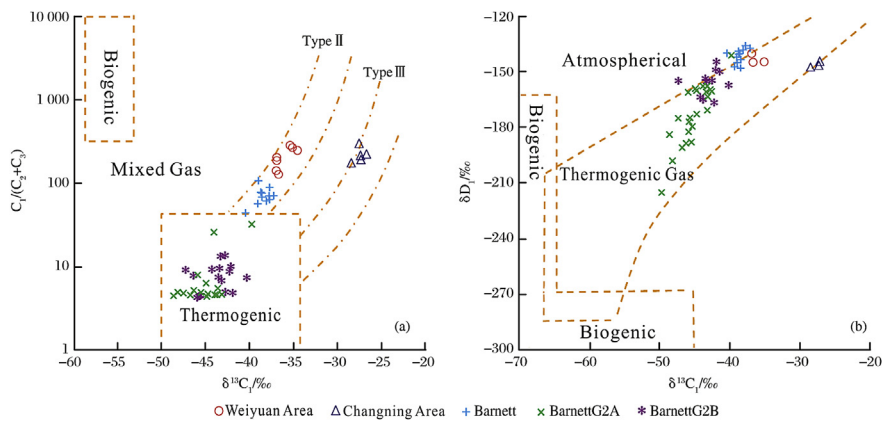 10 000
1 000
100
10
1
C₁/(C₂+C₃)
Biogenic
Type Ⅱ
Type Ⅲ
Mixed Gas
Thermogenic
(a)
−60 −55 −50 −45 −40 −35 −30 −25 −20
δ¹³C₁/‰
−120
−150
−180
−210
−240
−270
−300
δD₁/‰
Atmospherical
Biogenic
Thermogenic Gas
Biogenic
(b)
−70 −60 −50 −40 −30 −20
δ¹³C₁/‰
Weiyuan Area Changning Area Barnett BarnettG2A BarnettG2B